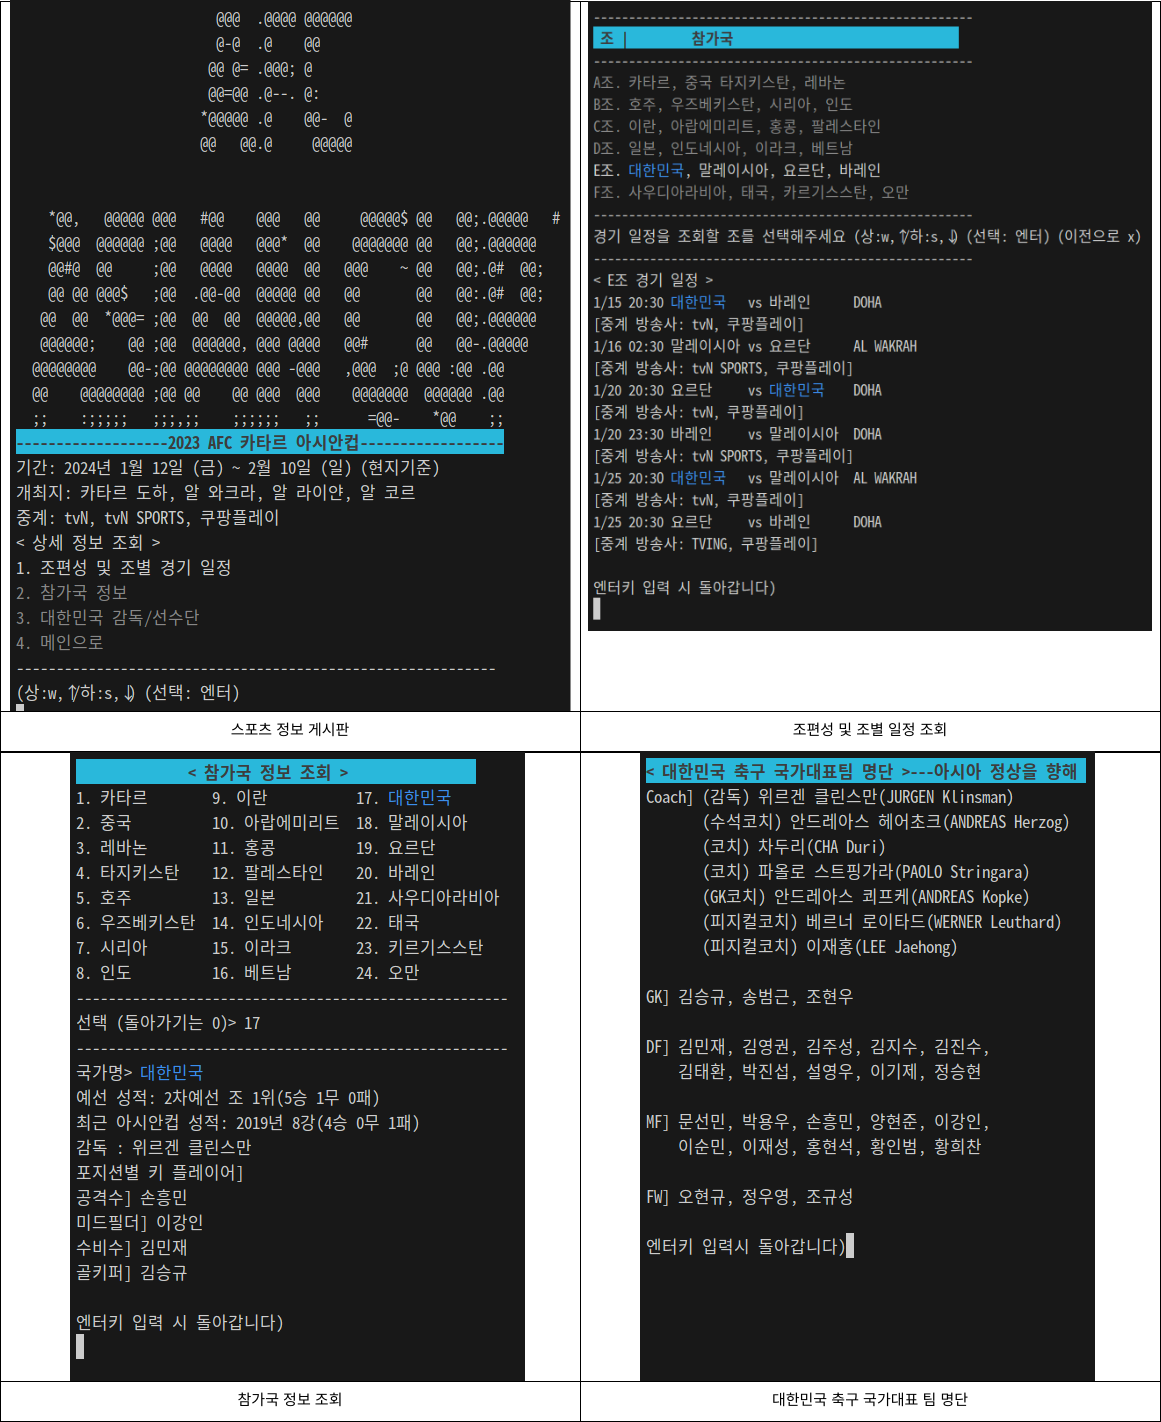 -------------------2023 AFC 카타르 아시안컵------------------
기간: 2024년 1월 12일 (금) ~ 2월 10일 (일) (현지기준)
개최지: 카타르 도하, 알 와크라, 알 라이얀, 알 코르
중계: tvN, tvN SPORTS, 쿠팡플레이
< 상세 정보 조회 >
1. 조편성 및 조별 경기 일정
2. 참가국 정보
3. 대한민국 감독/선수단
4. 메인으로
------------------------------------------------------------
(상:w,↑/하:s,↓) (선택: 엔터)
스포츠 정보 게시판
------------------------------------------------------
조 | 참가국
------------------------------------------------------
A조. 카타르, 중국 타지키스탄, 레바논
B조. 호주, 우즈베키스탄, 시리아, 인도
C조. 이란, 아랍에미리트, 홍콩, 팔레스타인
D조. 일본, 인도네시아, 이라크, 베트남
E조. 대한민국, 말레이시아, 요르단, 바레인
F조. 사우디아라비아, 태국, 카르기스스탄, 오만
------------------------------------------------------
경기 일정을 조회할 조를 선택해주세요 (상:w,↑/하:s,↓) (선택: 엔터) (이전으로 x)
------------------------------------------------------
< E조 경기 일정 >
1/15 20:30 대한민국 vs 바레인 DOHA
[중계 방송사: tvN, 쿠팡플레이]
1/16 02:30 말레이시아 vs 요르단 AL WAKRAH
[중계 방송사: tvN SPORTS, 쿠팡플레이]
1/20 20:30 요르단 vs 대한민국 DOHA
[중계 방송사: tvN, 쿠팡플레이]
1/20 23:30 바레인 vs 말레이시아 DOHA
[중계 방송사: tvN SPORTS, 쿠팡플레이]
1/25 20:30 대한민국 vs 말레이시아 AL WAKRAH
[중계 방송사: tvN, 쿠팡플레이]
1/25 20:30 요르단 vs 바레인 DOHA
[중계 방송사: TVING, 쿠팡플레이]
엔터키 입력 시 돌아갑니다)
조편성 및 조별 일정 조회
< 참가국 정보 조회 >
1. 카타르 9. 이란 17. 대한민국
2. 중국 10. 아랍에미리트 18. 말레이시아
3. 레바논 11. 홍콩 19. 요르단
4. 타지키스탄 12. 팔레스타인 20. 바레인
5. 호주 13. 일본 21. 사우디아라비아
6. 우즈베키스탄 14. 인도네시아 22. 태국
7. 시리아 15. 이라크 23. 키르기스스탄
8. 인도 16. 베트남 24. 오만
------------------------------------------------------
선택 (돌아가기는 0)> 17
------------------------------------------------------
국가명> 대한민국
예선 성적: 2차예선 조 1위(5승 1무 0패)
최근 아시안컵 성적: 2019년 8강(4승 0무 1패)
감독 : 위르겐 클린스만
포지션별 키 플레이어]
공격수] 손흥민
미드필더] 이강인
수비수] 김민재
골키퍼] 김승규
엔터키 입력 시 돌아갑니다)
참가국 정보 조회
< 대한민국 축구 국가대표팀 명단 >---아시아 정상을 향해
Coach] (감독) 위르겐 클린스만(JURGEN Klinsman)
(수석코치) 안드레아스 헤어초크(ANDREAS Herzog)
(코치) 차두리(CHA Duri)
(코치) 파올로 스트링가라(PAOLO Stringara)
(GK코치) 안드레아스 쾨프케(ANDREAS Kopke)
(피지컬코치) 베르너 로이타드(WERNER Leuthard)
(피지컬코치) 이재홍(LEE Jaehong)
GK] 김승규, 송범근, 조현우
DF] 김민재, 김영권, 김주성, 김지수, 김진수,
김태환, 박진섭, 설영우, 이기제, 정승현
MF] 문선민, 박용우, 손흥민, 양현준, 이강인,
이순민, 이재성, 홍현석, 황인범, 황희찬
FW] 오현규, 정우영, 조규성
엔터키 입력시 돌아갑니다)
대한민국 축구 국가대표 팀 명단